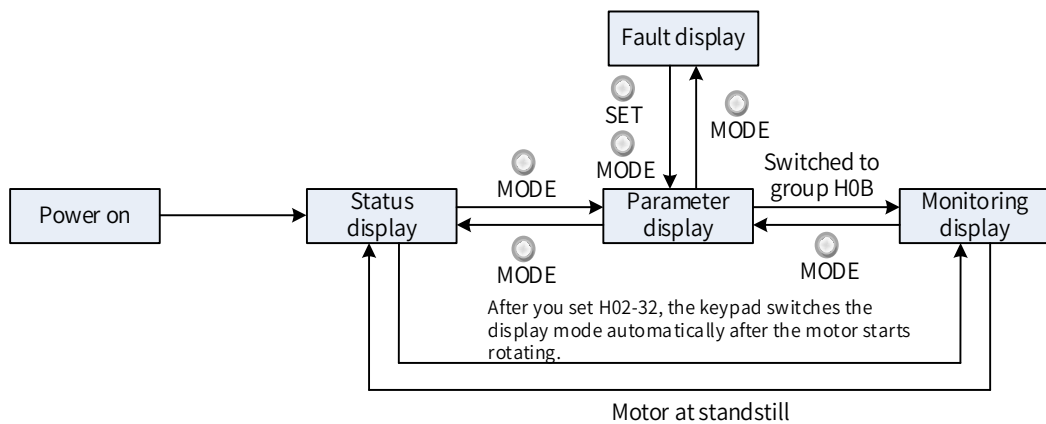 Fault display
SET
MODE
MODE
MODE
Switched to
group H0B
Power on
Status
display
Parameter
display
Monitoring
display
MODE
MODE
After you set H02-32, the keypad switches the
display mode automatically after the motor starts
rotating.
Motor at standstill